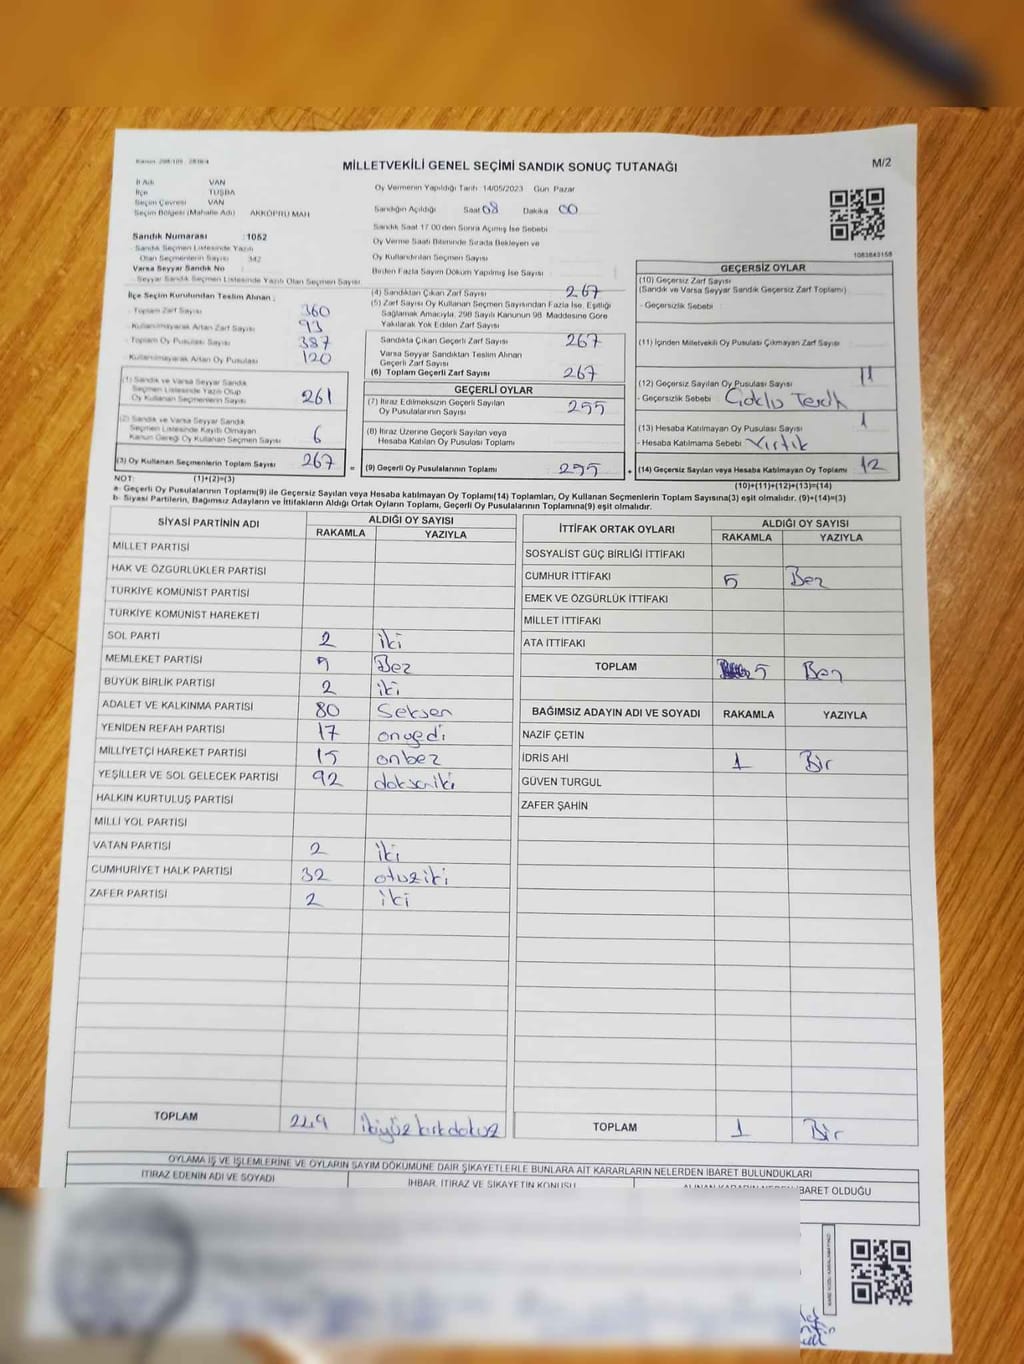 Kanun: 298/105 , 2839/4
MİLLETVEKİLİ GENEL SEÇİMİ SANDIK SONUÇ TUTANAĞI
M/2
İl Adı VAN
İlçe TUŞBA
Seçim Çevresi VAN
Seçim Bölgesi (Mahalle Adı) AKKÖPRÜ MAH
Oy Vermenin Yapıldığı Tarih 14/05/2023 Gün Pazar
Sandığın Açıldığı Saat 08 Dakika 00
Sandık Numarası :1052
- Sandık Seçmen Listesinde Yazılı
Olan Seçmenlerin Sayısı 342
Varsa Seyyar Sandık No
- Seyyar Sandık Seçmen Listesinde Yazılı Olan Seçmen Sayısı
Sandık Saat 17.00'den Sonra Açılmış İse Sebebi
Oy Verme Saati Bitiminde Sırada Bekleyen ve
Oy Kullandırılan Seçmen Sayısı
Birden Fazla Sayım Döküm Yapılmış İse Sayısı
1083843158
İlçe Seçim Kurulundan Teslim Alınan ;
- Toplam Zarf Sayısı 360
- Kullanılmayarak Artan Zarf Sayısı 93
- Toplam Oy Pusulası Sayısı 387
- Kullanılmayarak Artan Oy Pusulası 120
(1) Sandık ve Varsa Seyyar Sandık
Seçmen Listesinde Yazılı Olup
Oy Kullanan Seçmenlerin Sayısı 261
(2) Sandık ve Varsa Seyyar Sandık
Seçmen Listesinde Kayıtlı Olmayan
Kanun Gereği Oy Kullanan Seçmen Sayısı 6
(3) Oy Kullanan Seçmenlerin Toplam Sayısı 267
(4) Sandıktan Çıkan Zarf Sayısı 267
(5) Zarf Sayısı Oy Kullanan Seçmen Sayısından Fazla İse, Eşitliği
Sağlamak Amacıyla, 298 Sayılı Kanunun 98. Maddesine Göre
Yakılarak Yok Edilen Zarf Sayısı
Sandıkta Çıkan Geçerli Zarf Sayısı 267
Varsa Seyyar Sandıktan Teslim Alınan
Geçerli Zarf Sayısı
(6) Toplam Geçerli Zarf Sayısı 267
GEÇERLİ OYLAR
(7) İtiraz Edilmeksizin Geçerli Sayılan
Oy Pusulalarının Sayısı 255
(8) İtiraz Üzerine Geçerli Sayılan veya
Hesaba Katılan Oy Pusulası Toplamı
= (9) Geçerli Oy Pusulalarının Toplamı 255
GEÇERSİZ OYLAR
(10) Geçersiz Zarf Sayısı
(Sandık ve Varsa Seyyar Sandık Geçersiz Zarf Toplamı)
- Geçersizlik Sebebi
(11) İçinden Milletvekili Oy Pusulası Çıkmayan Zarf Sayısı
(12) Geçersiz Sayılan Oy Pusulası Sayısı 11
- Geçersizlik Sebebi Çoklu Tercih
(13) Hesaba Katılmayan Oy Pusulası Sayısı 1
- Hesaba Katılmama Sebebi Yırtık
+ (14) Geçersiz Sayılan veya Hesaba Katılmayan Oy Toplamı 12
NOT: (1)+(2)=(3)
(10)+(11)+(12)+(13)=(14)
a- Geçerli Oy Pusulalarının Toplamı(9) ile Geçersiz Sayılan veya Hesaba Katılmayan Oy Toplamı(14) Toplamları, Oy Kullanan Seçmenlerin Toplam Sayısına(3) eşit olmalıdır. (9)+(14)=(3)
b- Siyasi Partilerin, Bağımsız Adayların ve İttifakların Aldığı Ortak Oyların Toplamı, Geçerli Oy Pusulalarının Toplamına(9) eşit olmalıdır.
SİYASİ PARTİNİN ADI ALDIĞI OY SAYISI
RAKAMLA YAZIYLA
MİLLET PARTİSİ
HAK VE ÖZGÜRLÜKLER PARTİSİ
TÜRKİYE KOMÜNİST PARTİSİ
TÜRKİYE KOMÜNİST HAREKETİ
SOL PARTİ 2 iki
MEMLEKET PARTİSİ 5 Beş
BÜYÜK BİRLİK PARTİSİ 2 iki
ADALET VE KALKINMA PARTİSİ 80 Seksen
YENİDEN REFAH PARTİSİ 17 onyedi
MİLLİYETÇİ HAREKET PARTİSİ 15 onbeş
YEŞİLLER VE SOL GELECEK PARTİSİ 92 doksaniki
HALKIN KURTULUŞ PARTİSİ
MİLLİ YOL PARTİSİ
VATAN PARTİSİ 2 iki
CUMHURİYET HALK PARTİSİ 32 otuziki
ZAFER PARTİSİ 2 iki
TOPLAM 249 ikiyüzkırkdokuz
İTTİFAK ORTAK OYLARI ALDIĞI OY SAYISI
RAKAMLA YAZIYLA
SOSYALİST GÜÇ BİRLİĞİ İTTİFAKI
CUMHUR İTTİFAKI 5 Beş
EMEK VE ÖZGÜRLÜK İTTİFAKI
MİLLET İTTİFAKI
ATA İTTİFAKI
TOPLAM 5 Beş
BAĞIMSIZ ADAYIN ADI VE SOYADI RAKAMLA YAZIYLA
NAZİF ÇETİN
İDRİS AHİ 1 Bir
GÜVEN TURGUL
ZAFER ŞAHİN
TOPLAM 1 Bir
OYLAMA İŞ VE İŞLEMLERİNE VE OYLARIN SAYIM DÖKÜMÜNE DAİR ŞİKAYETLERLE BUNLARA AİT KARARLARIN NELERDEN İBARET BULUNDUKLARI
İTİRAZ EDENİN ADI VE SOYADI İHBAR, İTİRAZ VE ŞİKAYETİN KONUSU ALINAN KARARIN NEDEN İBARET OLDUĞU